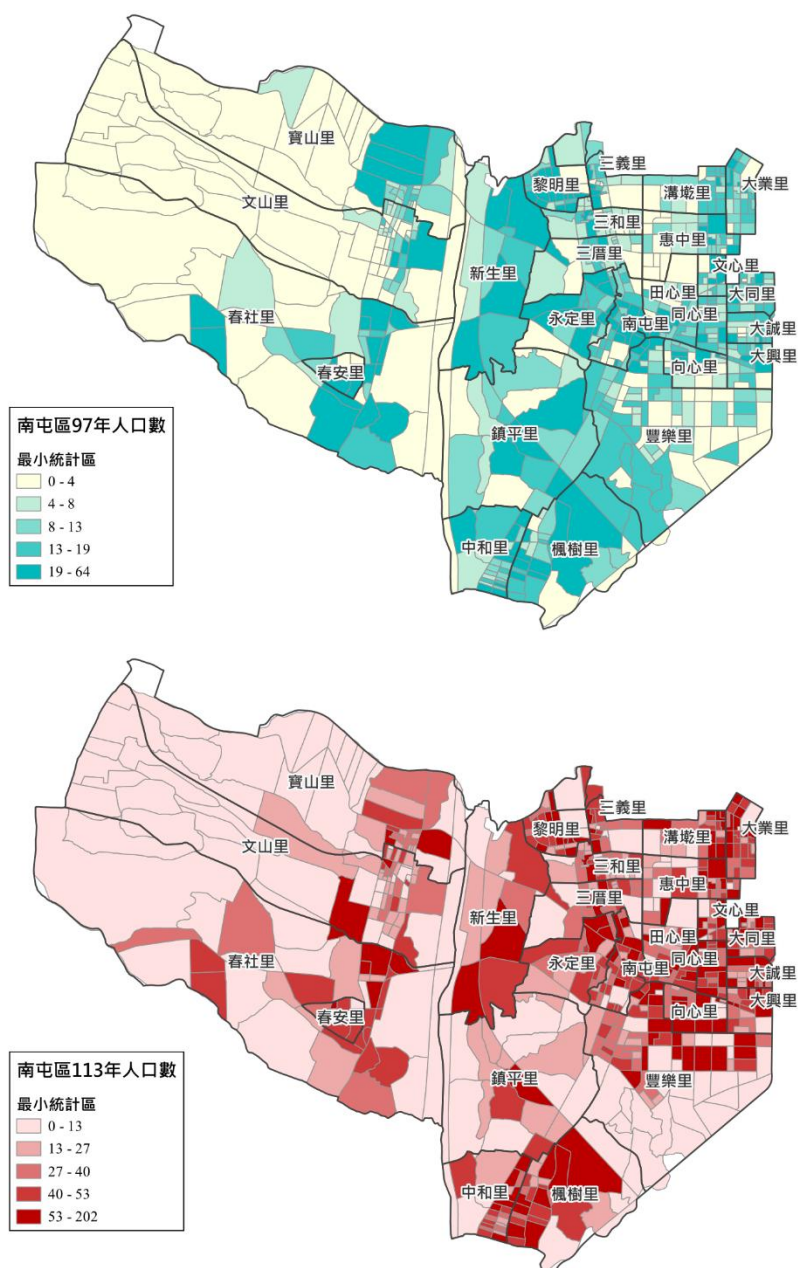 寶山里
文山里
春社里
春安里
新生里
黎明里
三義里
三和里
三厝里
溝墘里
大業里
惠中里
文心里
田心里
大同里
同心里
永定里
南屯里
大誠里
大興里
向心里
鎮平里
豐樂里
中和里
楓樹里
南屯區97年人口數
最小統計區
0 - 4
4 - 8
8 - 13
13 - 19
19 - 64
寶山里
文山里
春社里
春安里
新生里
黎明里
三義里
三和里
三厝里
溝墘里
大業里
惠中里
文心里
田心里
大同里
同心里
永定里
南屯里
大誠里
大興里
向心里
鎮平里
豐樂里
中和里
楓樹里
南屯區113年人口數
最小統計區
0 - 13
13 - 27
27 - 40
40 - 53
53 - 202